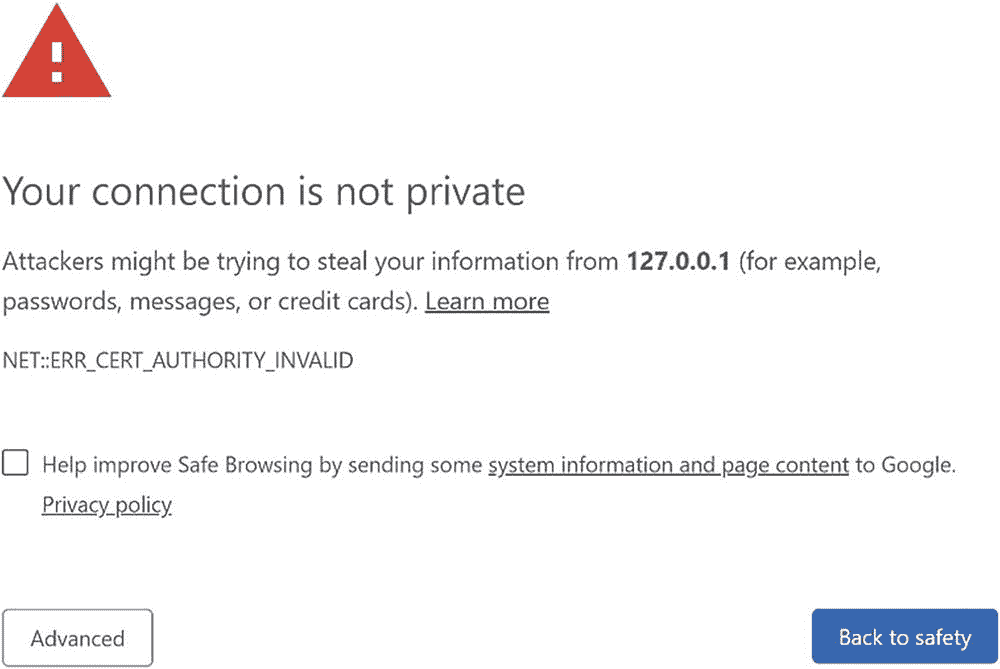 Your connection is not private
Attackers might be trying to steal your information from 127.0.0.1 (for example,
passwords, messages, or credit cards). Learn more
NET::ERR_CERT_AUTHORITY_INVALID
Help improve Safe Browsing by sending some system information and page content to Google.
Privacy policy
Advanced
Back to safety